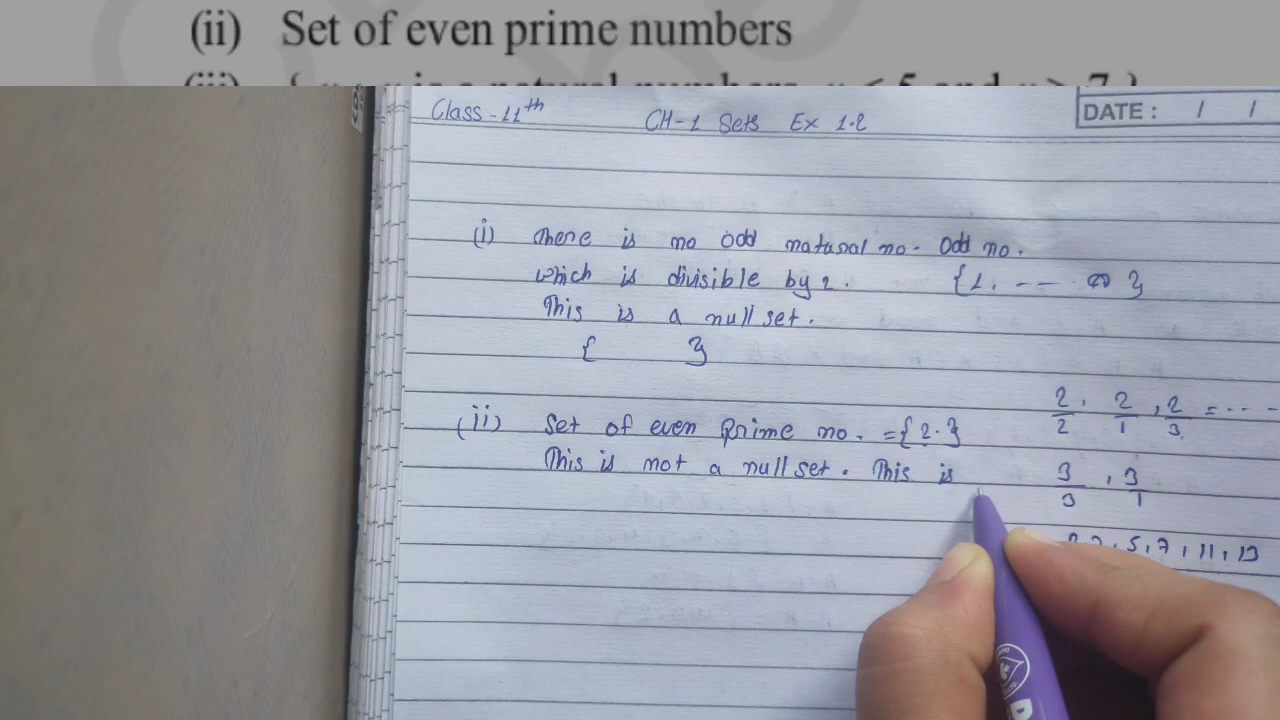 (ii) Set of even prime numbers
Class-11th CH-1 Sets Ex 1.2
DATE: / /
(i) There is no odd natural no. odd no.
which is divisible by 2. {1, -- ∞ }
This is a null set.
{ }
2/2, 2/1, 2/3 = ---
(ii) Set of even prime no. = {2.}
This is not a null set. This is
3/3, 3/1
5, 7, 11, 13